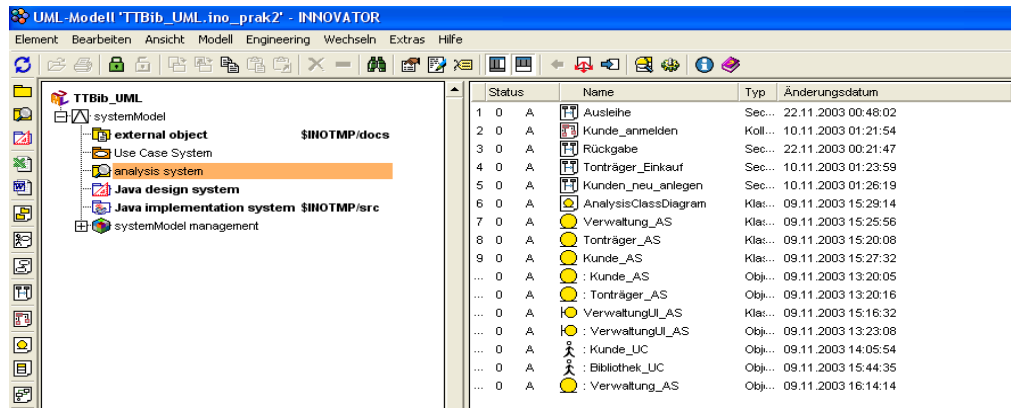 UML-Modell 'TTBib_UML.ino_prak2' - INNOVATOR
Element Bearbeiten Ansicht Modell Engineering Wechseln Extras Hilfe
TTBib_UML
systemModel
external object $INOTMP/docs
Use Case System
analysis system
Java design system
Java implementation system $INOTMP/src
systemModel management
Status Name Typ Änderungsdatum
1 0 A Ausleihe Sec... 22.11.2003 00:48:02
2 0 A Kunde_anmelden Koll... 10.11.2003 01:21:54
3 0 A Rückgabe Sec... 22.11.2003 00:21:47
4 0 A Tonträger_Einkauf Sec... 10.11.2003 01:23:59
5 0 A Kunden_neu_anlegen Sec... 10.11.2003 01:26:19
6 0 A AnalysisClassDiagram Klas... 09.11.2003 15:29:14
7 0 A Verwaltung_AS Klas... 09.11.2003 15:25:56
8 0 A Tonträger_AS Klas... 09.11.2003 15:20:08
9 0 A Kunde_AS Klas... 09.11.2003 15:27:32
... 0 A : Kunde_AS Obj... 09.11.2003 13:20:05
... 0 A : Tonträger_AS Obj... 09.11.2003 13:20:16
... 0 A VerwaltungUI_AS Klas... 09.11.2003 15:16:32
... 0 A : VerwaltungUI_AS Obj... 09.11.2003 13:23:08
... 0 A : Kunde_UC Obj... 09.11.2003 14:05:54
... 0 A : Bibliothek_UC Obj... 09.11.2003 15:44:35
... 0 A : Verwaltung_AS Obj... 09.11.2003 16:14:14